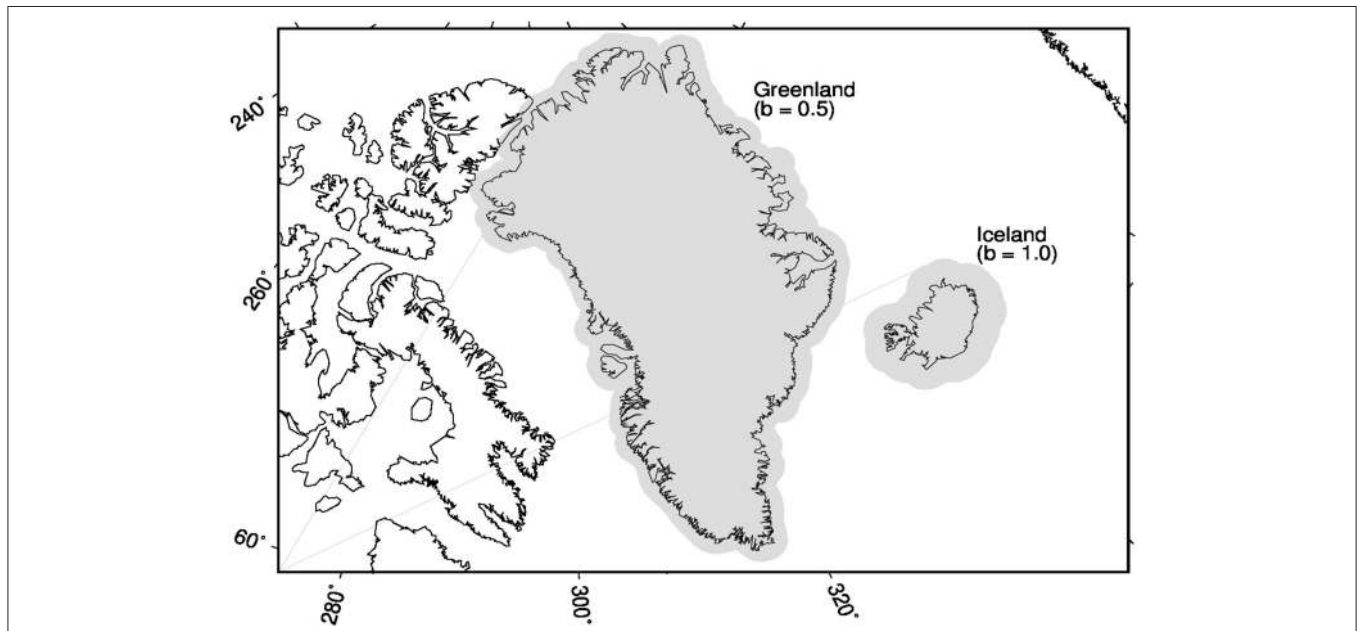 Greenland
(b = 0.5)
240°
Iceland
(b = 1.0)
260°
60°
280°
300°
320°